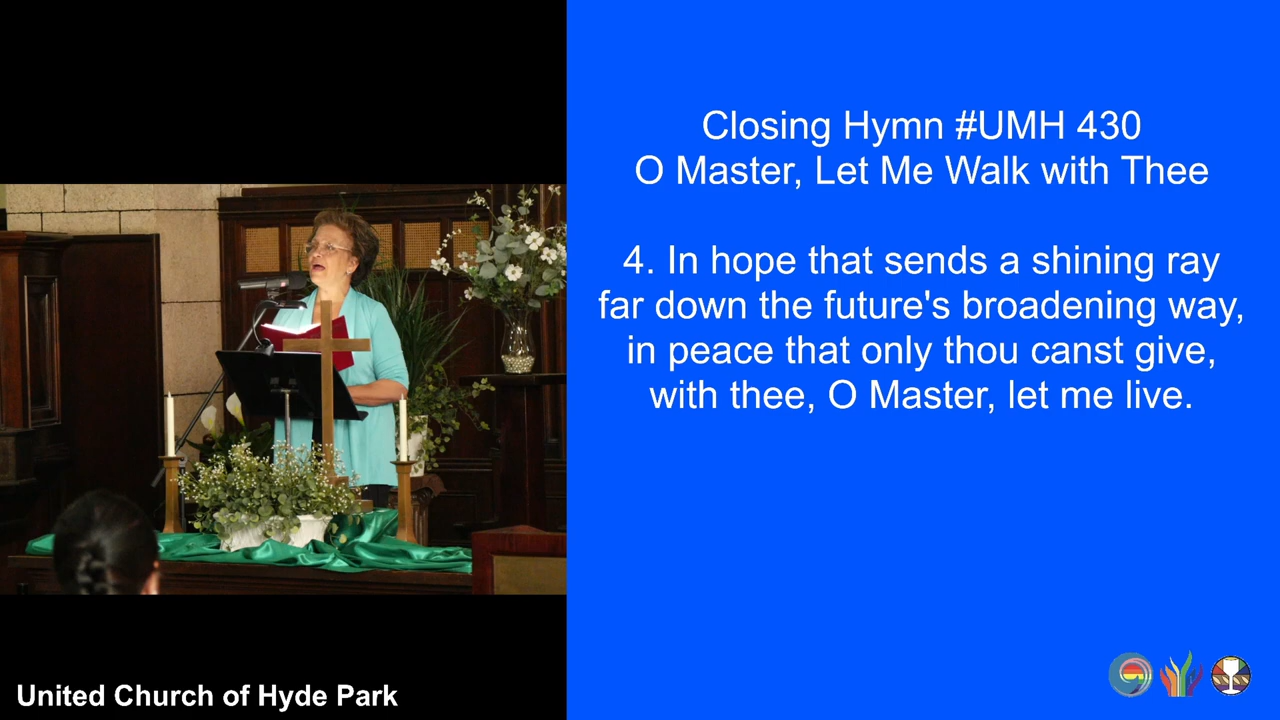 Closing Hymn #UMH 430
O Master, Let Me Walk with Thee
4. In hope that sends a shining ray
far down the future's broadening way,
in peace that only thou canst give,
with thee, O Master, let me live.
United Church of Hyde Park